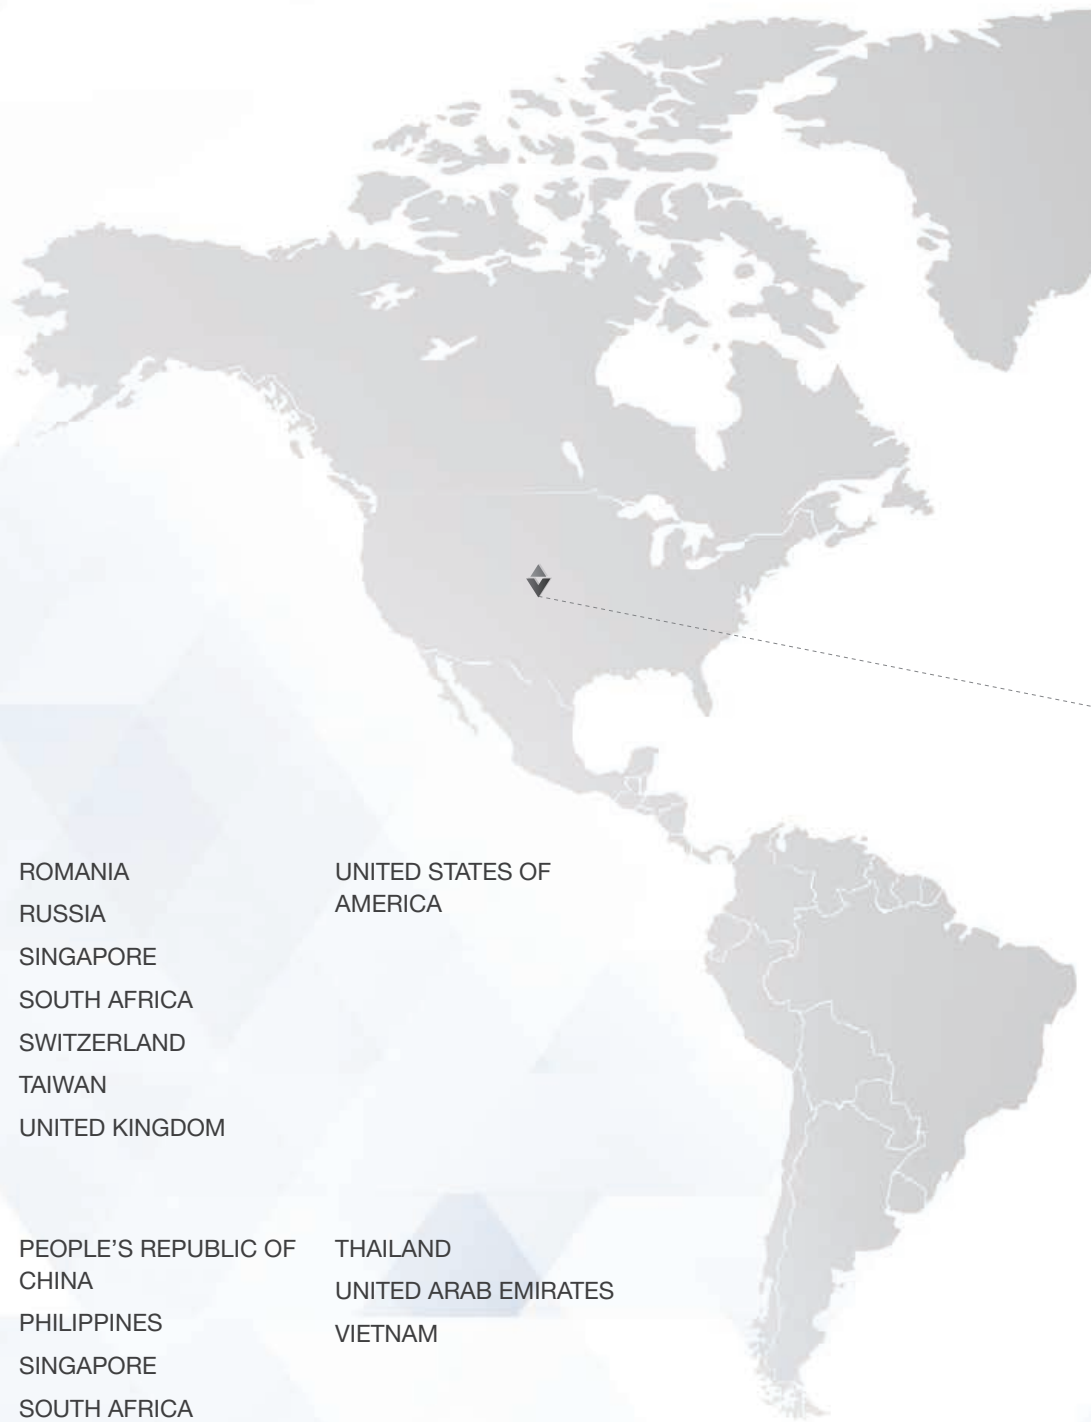 ROMANIA
RUSSIA
SINGAPORE
SOUTH AFRICA
SWITZERLAND
TAIWAN
UNITED KINGDOM
UNITED STATES OF
AMERICA
PEOPLE’S REPUBLIC OF
CHINA
PHILIPPINES
SINGAPORE
SOUTH AFRICA
THAILAND
UNITED ARAB EMIRATES
VIETNAM